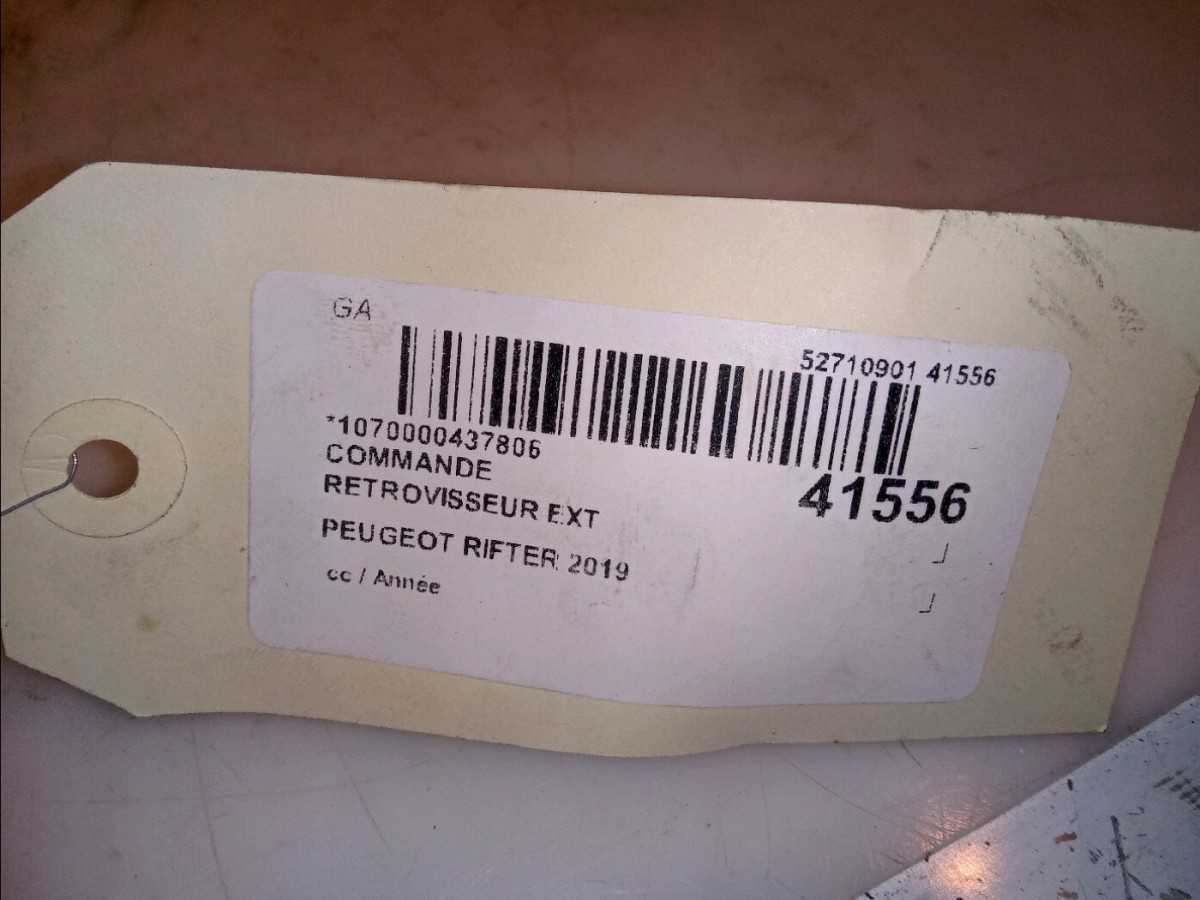 GA
52710901 41556
*1070000437806
COMMANDE
RETROVISSEUR EXT
41556
PEUGEOT RIFTER 2019
cc / Année